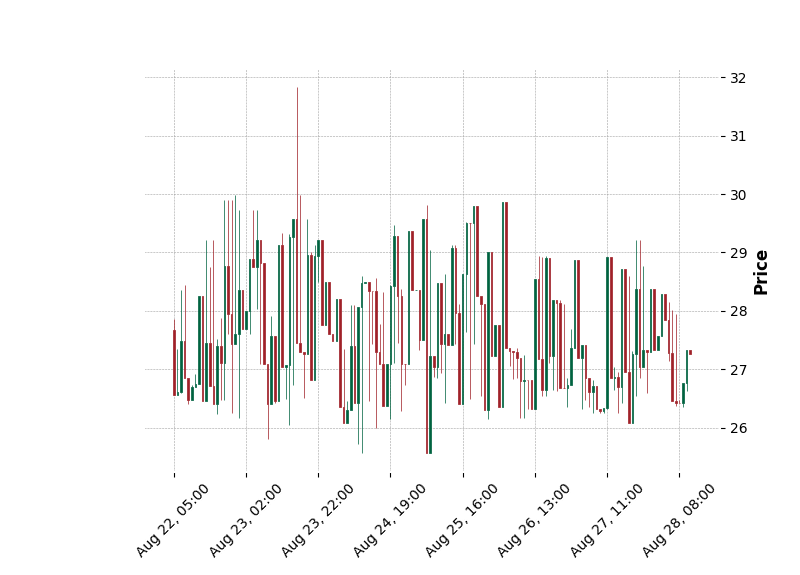 32
31
30
29
28
27
26
Price
Aug 22, 05:00
Aug 23, 02:00
Aug 23, 22:00
Aug 24, 19:00
Aug 25, 16:00
Aug 26, 13:00
Aug 27, 11:00
Aug 28, 08:00